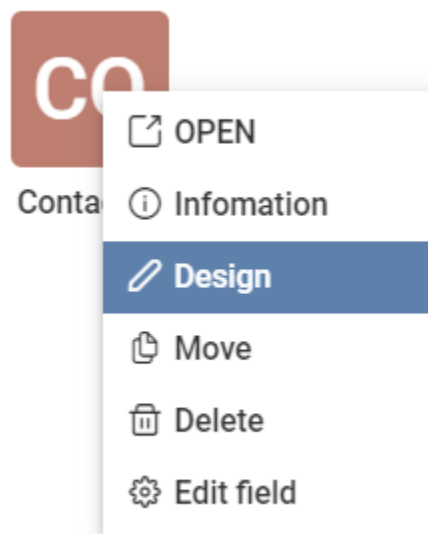 CO
Conta
OPEN
Infomation
Design
Move
Delete
Edit field